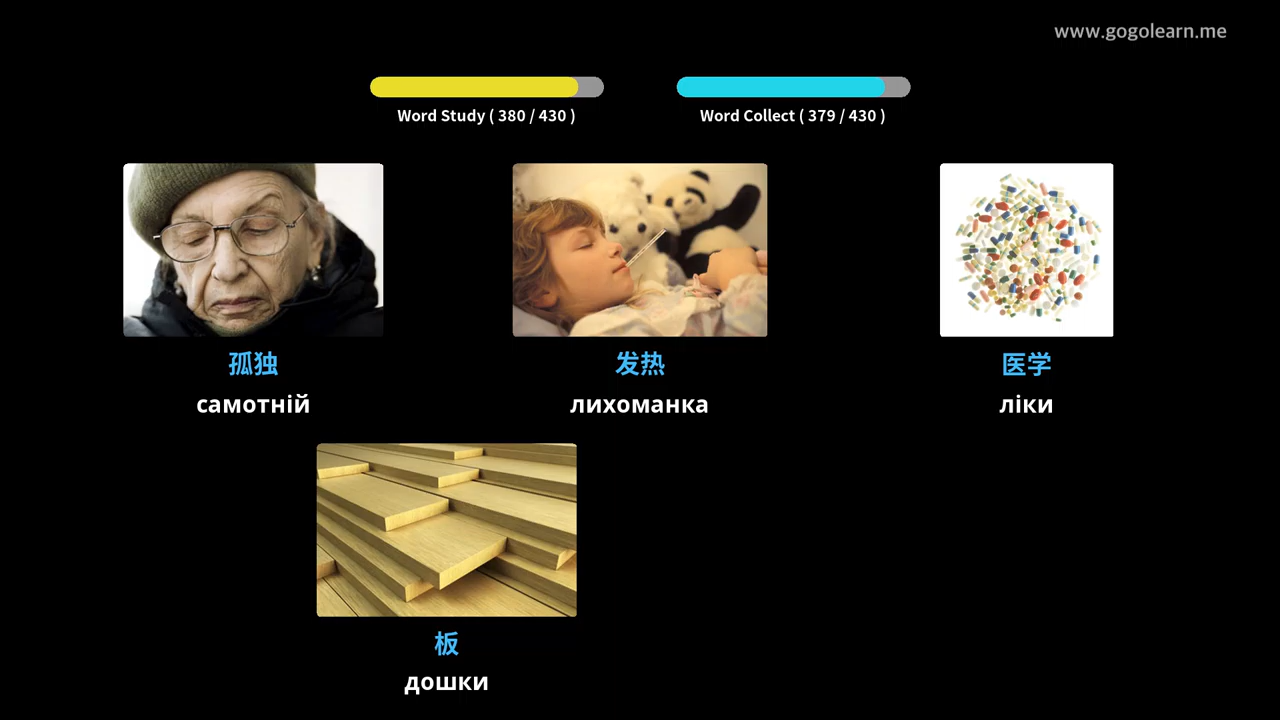 www.gogolearn.me
Word Study ( 380 / 430 )
Word Collect ( 379 / 430 )
孤独
самотній
发热
лихоманка
医学
ліки
板
дошки